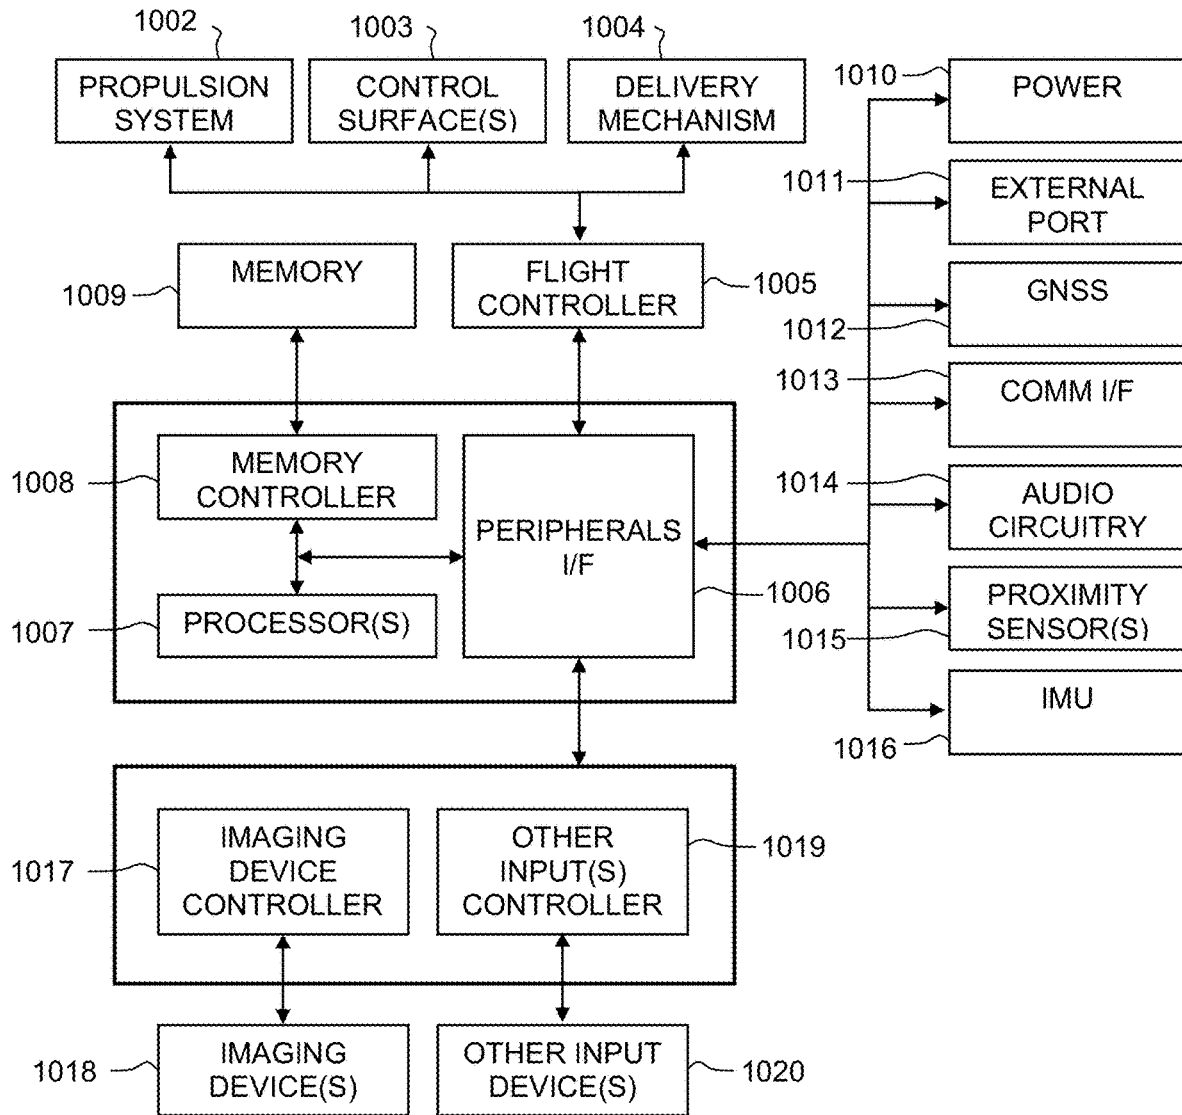 1002
1003
1004
PROPULSION
SYSTEM
CONTROL
SURFACE(S)
DELIVERY
MECHANISM
1010
POWER
1011
EXTERNAL
PORT
MEMORY
1009
FLIGHT
CONTROLLER
1005
GNSS
1012
1013
COMM I/F
MEMORY
CONTROLLER
1008
PERIPHERALS
I/F
1006
PROCESSOR(S)
1007
1014
AUDIO
CIRCUITRY
PROXIMITY
SENSOR(S)
1015
IMU
1016
IMAGING
DEVICE
CONTROLLER
1017
OTHER
INPUT(S)
CONTROLLER
1019
IMAGING
DEVICE(S)
1018
OTHER INPUT
DEVICE(S)
1020